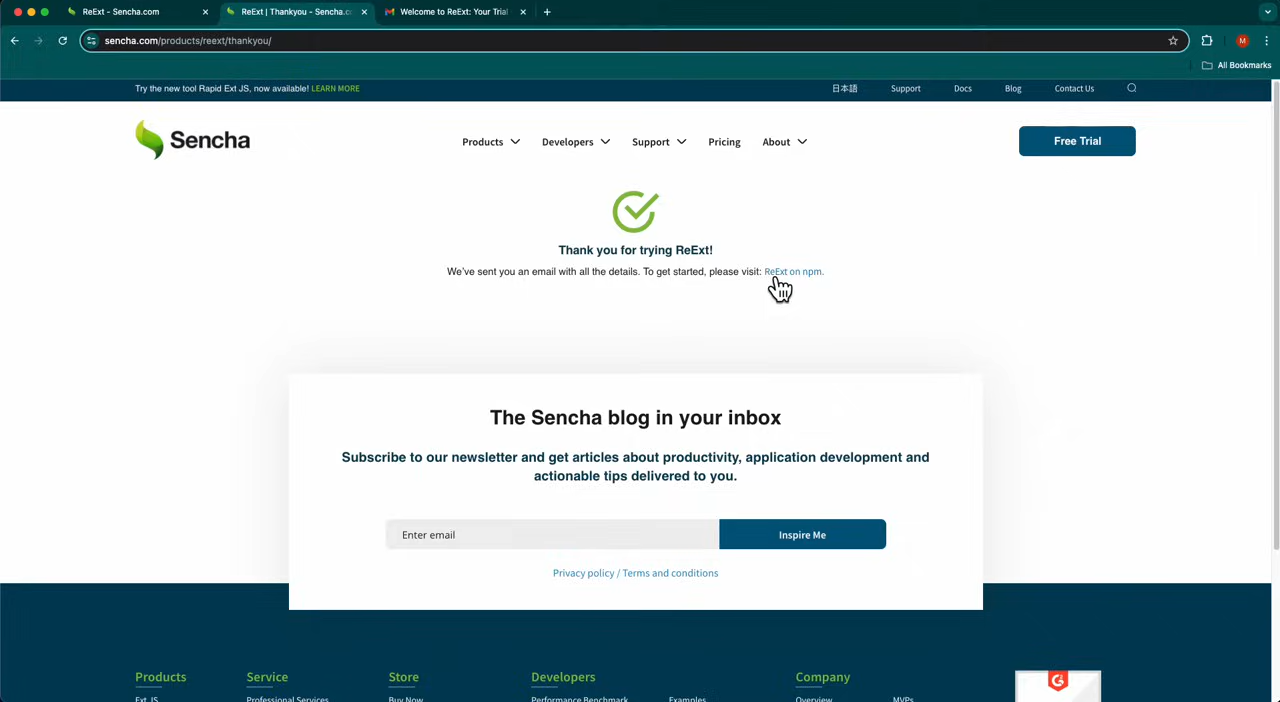 ReExt - Sencha.com
ReExt | Thankyou - Sencha.c
Welcome to ReExt: Your Trial
sencha.com/products/reext/thankyou/
M
All Bookmarks
Try the new tool Rapid Ext JS, now available! LEARN MORE
日本語
Support
Docs
Blog
Contact Us
Sencha
Products
Developers
Support
Pricing
About
Free Trial
Thank you for trying ReExt!
We've sent you an email with all the details. To get started, please visit: ReExt on npm.
The Sencha blog in your inbox
Subscribe to our newsletter and get articles about productivity, application development and
actionable tips delivered to you.
Enter email
Inspire Me
Privacy policy / Terms and conditions
Products
Service
Store
Developers
Company
Ext JS
Professional Services
Buy Now
Performance Benchmark
Examples
Overview
MVPs